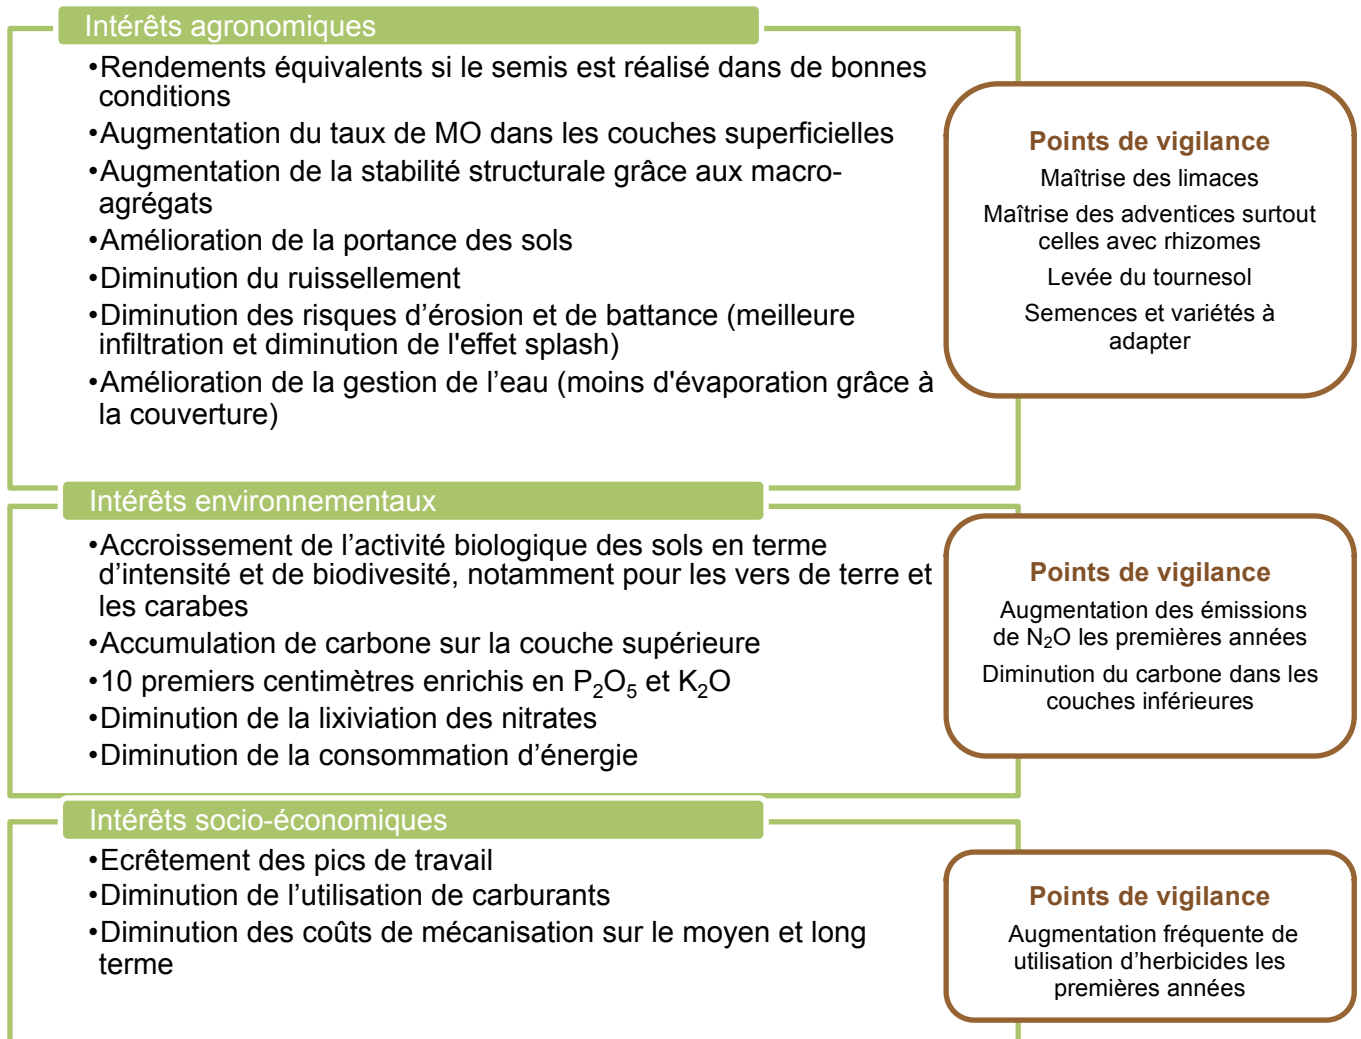 Intérêts agronomiques
•Rendements équivalents si le semis est réalisé dans de bonnes
conditions
•Augmentation du taux de MO dans les couches superficielles
•Augmentation de la stabilité structurale grâce aux macro-
agrégats
•Amélioration de la portance des sols
•Diminution du ruissellement
•Diminution des risques d’érosion et de battance (meilleure
infiltration et diminution de l'effet splash)
•Amélioration de la gestion de l’eau (moins d'évaporation grâce à
la couverture)
Points de vigilance
Maîtrise des limaces
Maîtrise des adventices surtout
celles avec rhizomes
Levée du tournesol
Semences et variétés à
adapter
Intérêts environnementaux
•Accroissement de l’activité biologique des sols en terme
d’intensité et de biodivesité, notamment pour les vers de terre et
les carabes
•Accumulation de carbone sur la couche supérieure
•10 premiers centimètres enrichis en P₂O₅ et K₂O
•Diminution de la lixiviation des nitrates
•Diminution de la consommation d’énergie
Points de vigilance
Augmentation des émissions
de N₂O les premières années
Diminution du carbone dans les
couches inférieures
Intérêts socio-économiques
•Ecrêtement des pics de travail
•Diminution de l’utilisation de carburants
•Diminution des coûts de mécanisation sur le moyen et long
terme
Points de vigilance
Augmentation fréquente de
utilisation d’herbicides les
premières années